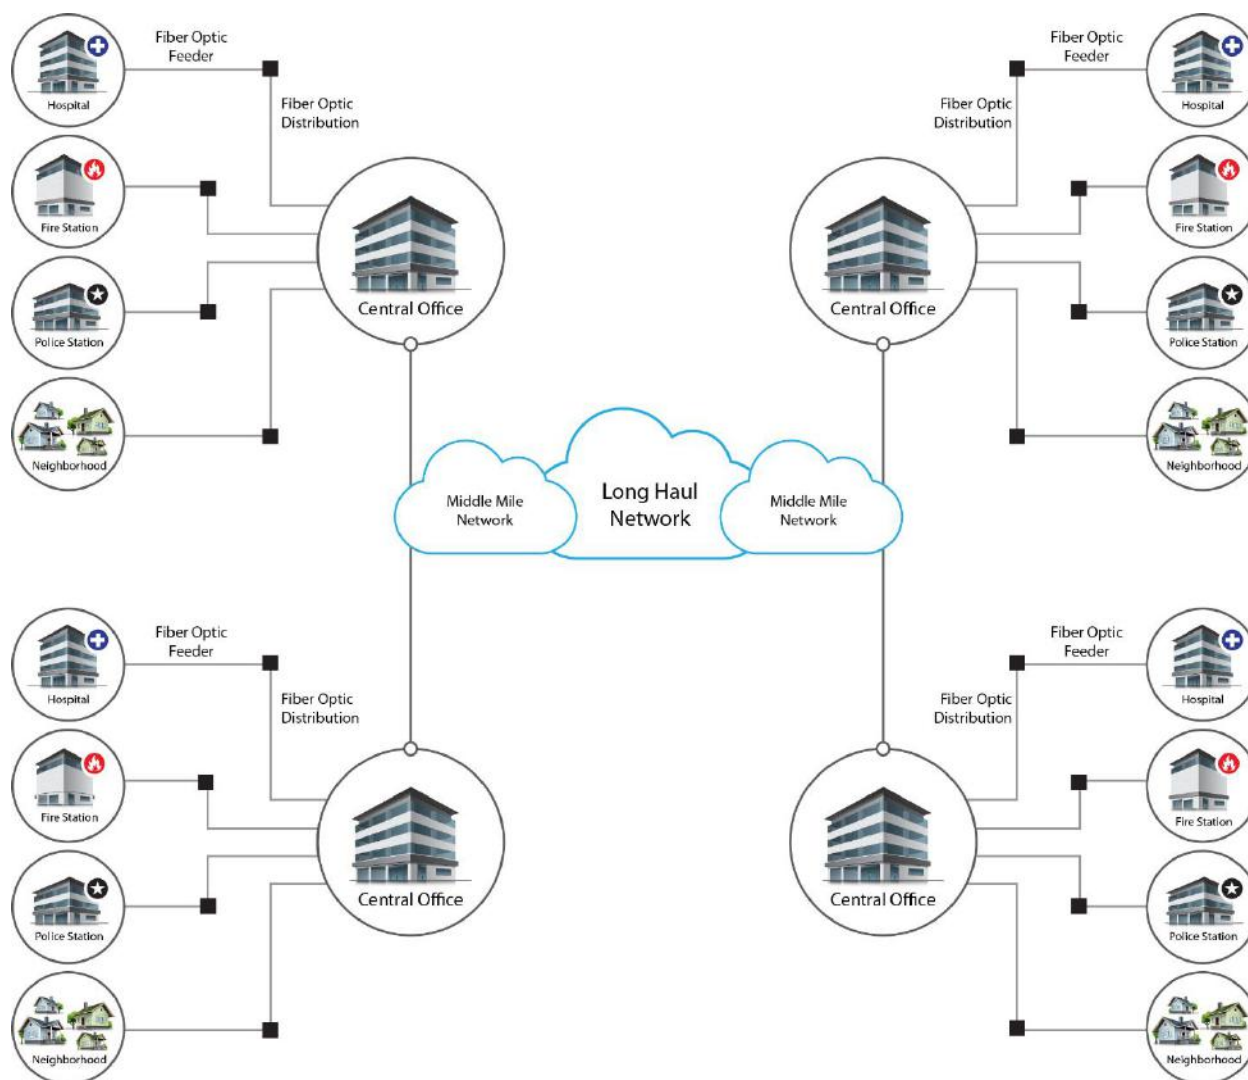 Fiber Optic
Feeder
Hospital
Fiber Optic
Distribution
Fire Station
Central Office
Police Station
Neighborhood
Fiber Optic
Feeder
Hospital
Fiber Optic
Distribution
Fire Station
Central Office
Police Station
Neighborhood
Middle Mile
Network
Long Haul
Network
Middle Mile
Network
Fiber Optic
Feeder
Hospital
Fiber Optic
Distribution
Fire Station
Central Office
Police Station
Neighborhood
Fiber Optic
Feeder
Hospital
Fiber Optic
Distribution
Fire Station
Central Office
Police Station
Neighborhood